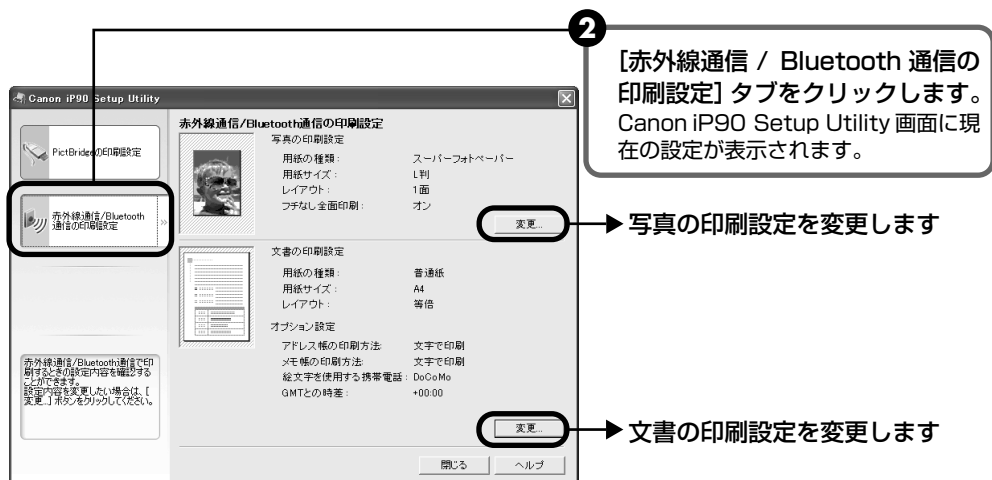 2
[赤外線通信 / Bluetooth 通信の
印刷設定] タブをクリックします。
Canon iP90 Setup Utility 画面に現
在の設定が表示されます。
Canon iP90 Setup Utility
PictBridgeの印刷設定
赤外線通信/Bluetooth
通信の印刷設定
赤外線通信/Bluetooth通信で印
刷するときの設定内容を確認する
ことができます。
設定内容を変更したい場合は、[
変更...] ボタンをクリックしてください。
赤外線通信/Bluetooth通信の印刷設定
写真の印刷設定
用紙の種類: スーパーフォトペーパー
用紙サイズ: L判
レイアウト: 1面
フチなし全面印刷: オン
変更...
写真の印刷設定を変更します
文書の印刷設定
用紙の種類: 普通紙
用紙サイズ: A4
レイアウト: 等倍
オプション設定
アドレス帳の印刷方法: 文字で印刷
メモ帳の印刷方法: 文字で印刷
絵文字を使用する携帯電話: DoCoMo
GMTとの時差: +00:00
変更...
文書の印刷設定を変更します
閉じる ヘルプ